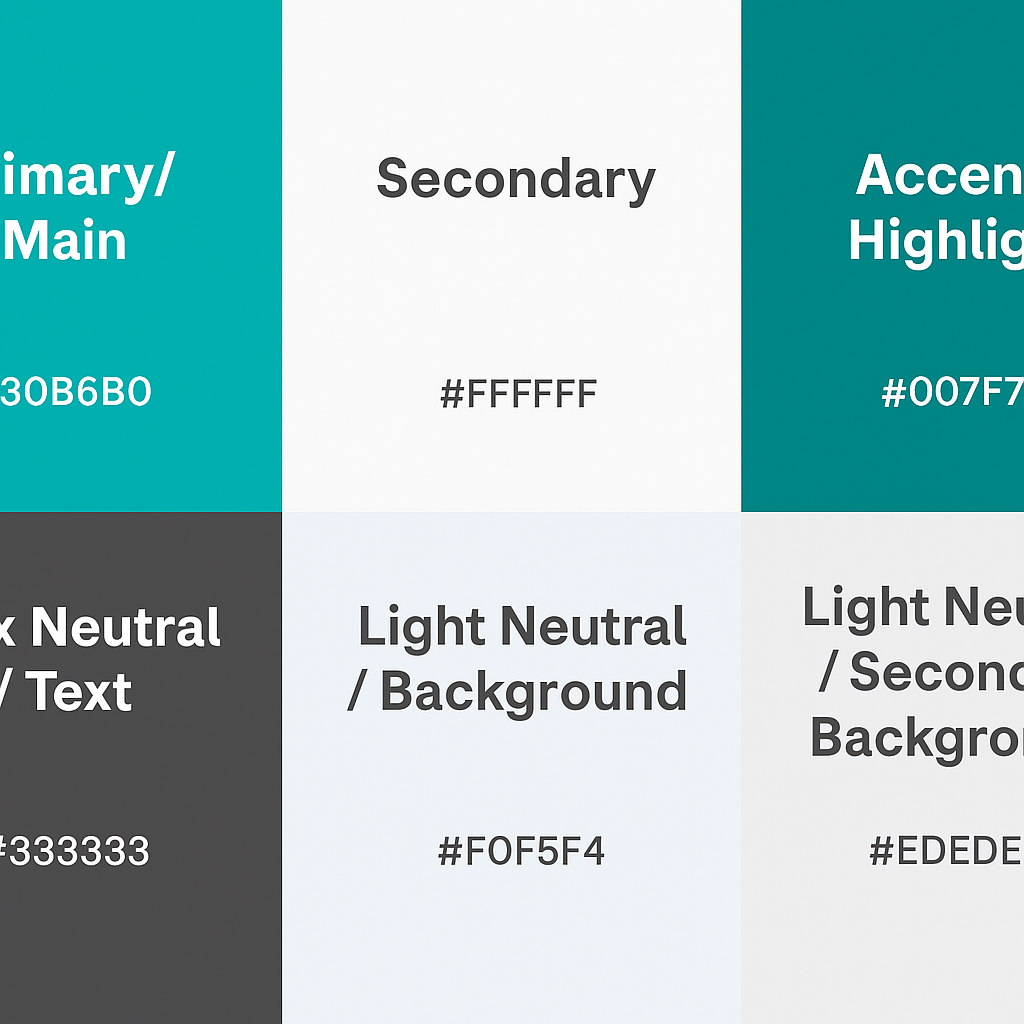 imary/
Main
30B6B0
Secondary
#FFFFFF
Accen
Highlig
#007F7
x Neutral
/ Text
#333333
Light Neutral
/ Background
#F0F5F4
Light Neu
/ Second
Backgrou
#EDEDE